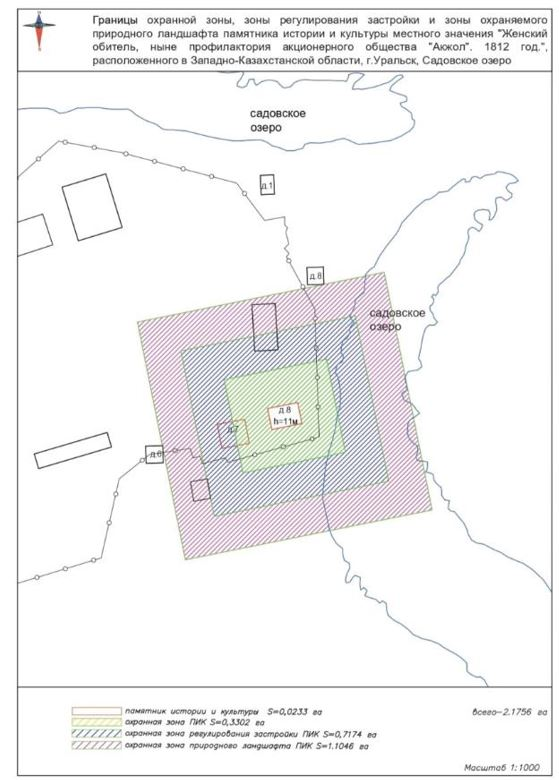 Границы охранной зоны, зоны регулирования застройки и зоны охраняемого
природного ландшафта памятника истории и культуры местного значения "Женский
обитель, ныне профилактория акционерного общества "Акжол". 1812 год.",
расположенного в Западно-Казахстанской области, г.Уральск, Садовское озеро
садовское
озеро
д.1
д.8
садовское
озеро
д.8
h=11м
д.7
д.6
памятник истории и культуры S=0,0233 га
всего-2.1756 га
охранная зона ПИК S=0.3302 га
охранная зона регулирования застройки ПИК S=0,7174 га
охранная зона природного ландшафта ПИК S=1.1046 га
Масштаб 1:1000